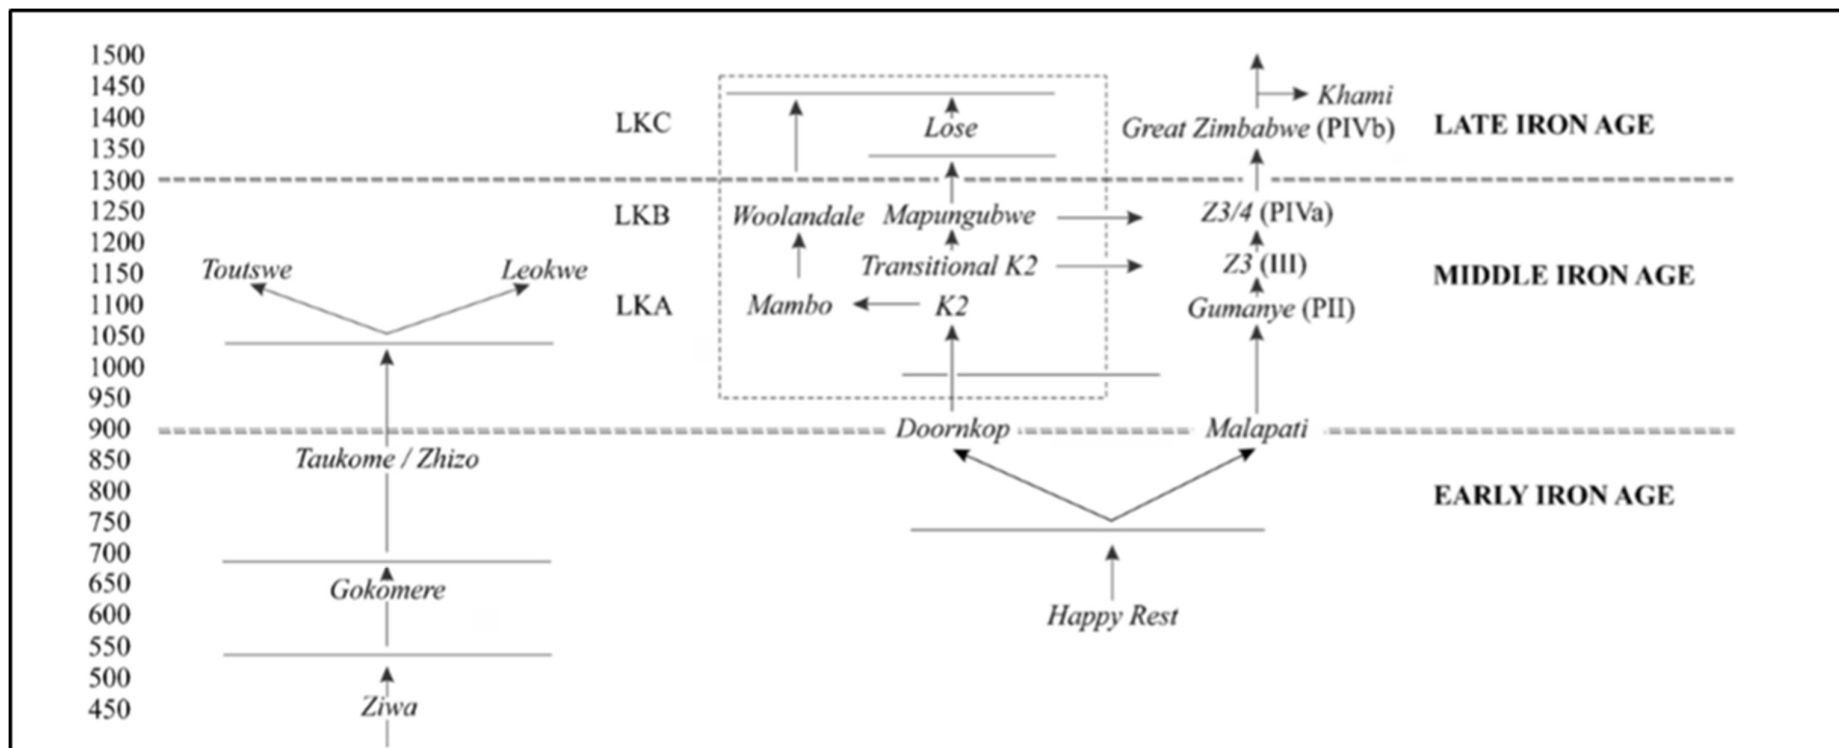 1500
1450
Khami
1400
LKC
Lose
Great Zimbabwe (PIVb)
LATE IRON AGE
1350
1300
1250
LKB
Woolandale
Mapungubwe
Z3/4 (PIVa)
1200
1150
Toutswe
Leokwe
Transitional K2
Z3 (III)
MIDDLE IRON AGE
1100
LKA
Mambo
K2
Gumanye (PII)
1050
1000
950
900
Doornkop
Malapati
850
Taukome / Zhizo
800
EARLY IRON AGE
750
700
650
Gokomere
600
Happy Rest
550
500
450
Ziwa